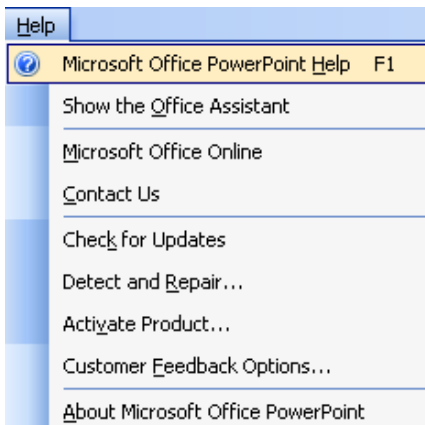 Help
Microsoft Office PowerPoint Help F1
Show the Office Assistant
Microsoft Office Online
Contact Us
Check for Updates
Detect and Repair...
Activate Product...
Customer Feedback Options...
About Microsoft Office PowerPoint